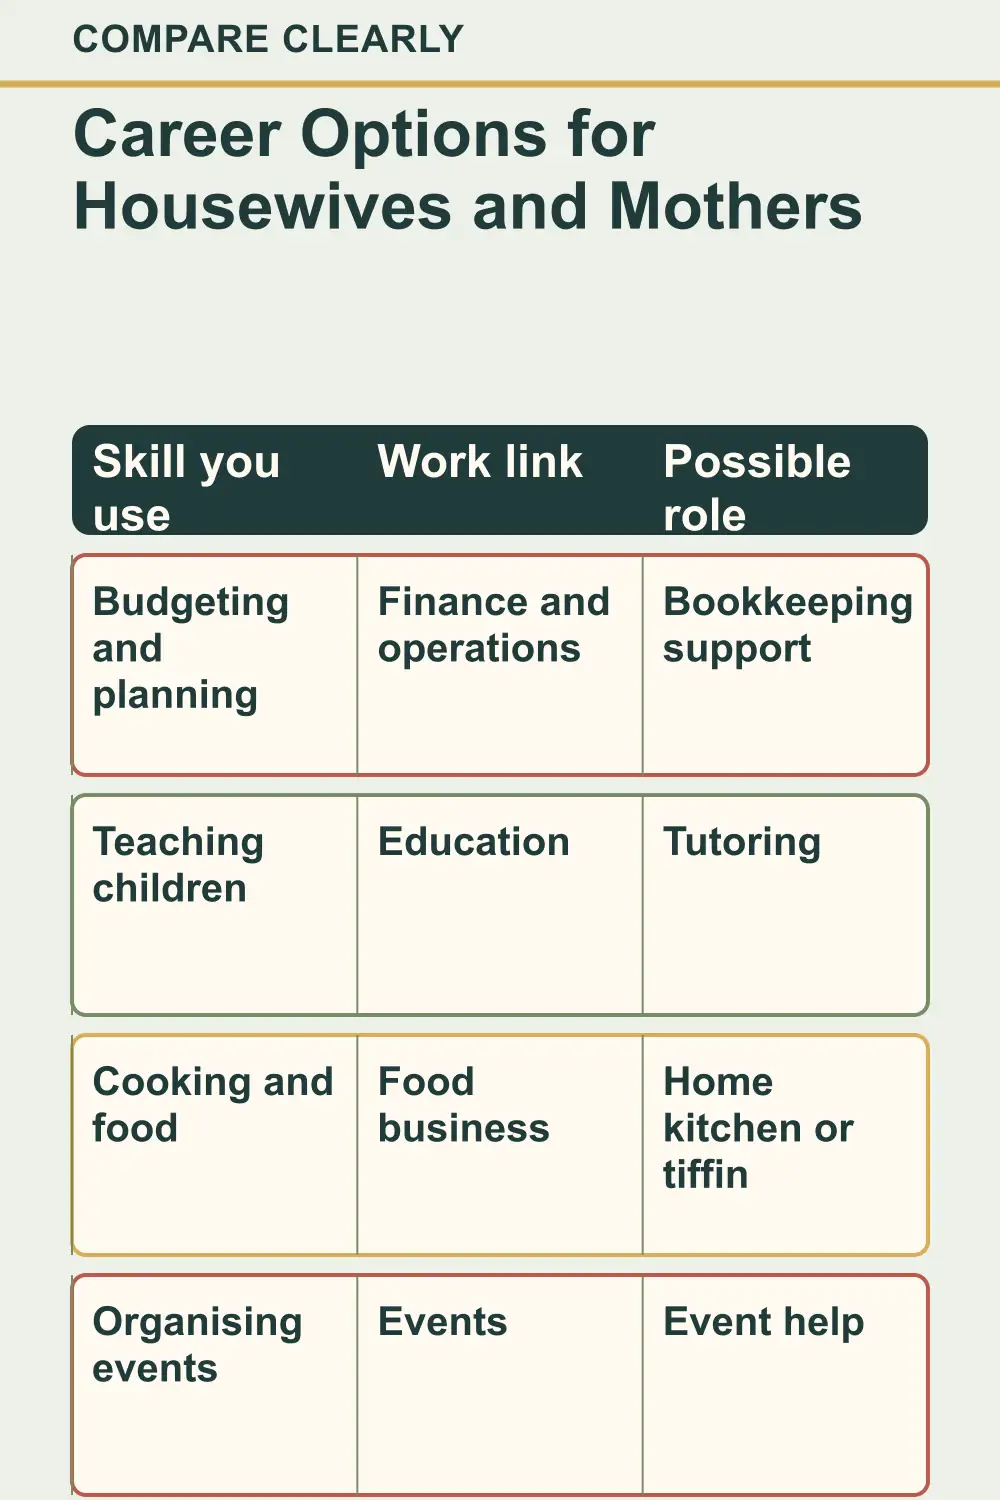 COMPARE CLEARLY
Career Options for
Housewives and Mothers
Skill you use
Work link
Possible role
Budgeting and planning
Finance and operations
Bookkeeping support
Teaching children
Education
Tutoring
Cooking and food
Food business
Home kitchen or tiffin
Organising events
Events
Event help